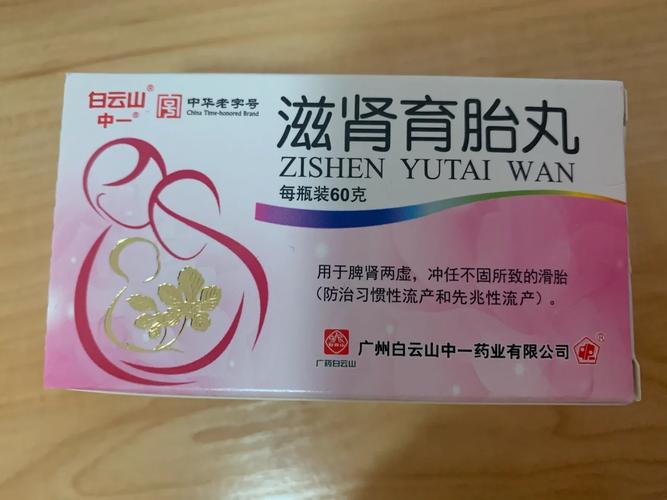 白云山®
中一®
中华老字号
China Time-honored Brand
滋肾育胎丸
ZISHEN YUTAI WAN
每瓶装60克
用于脾肾两虚，冲任不固所致的滑胎
（防治习惯性流产和先兆性流产）。
广药白云山
广州白云山中一药业有限公司
®